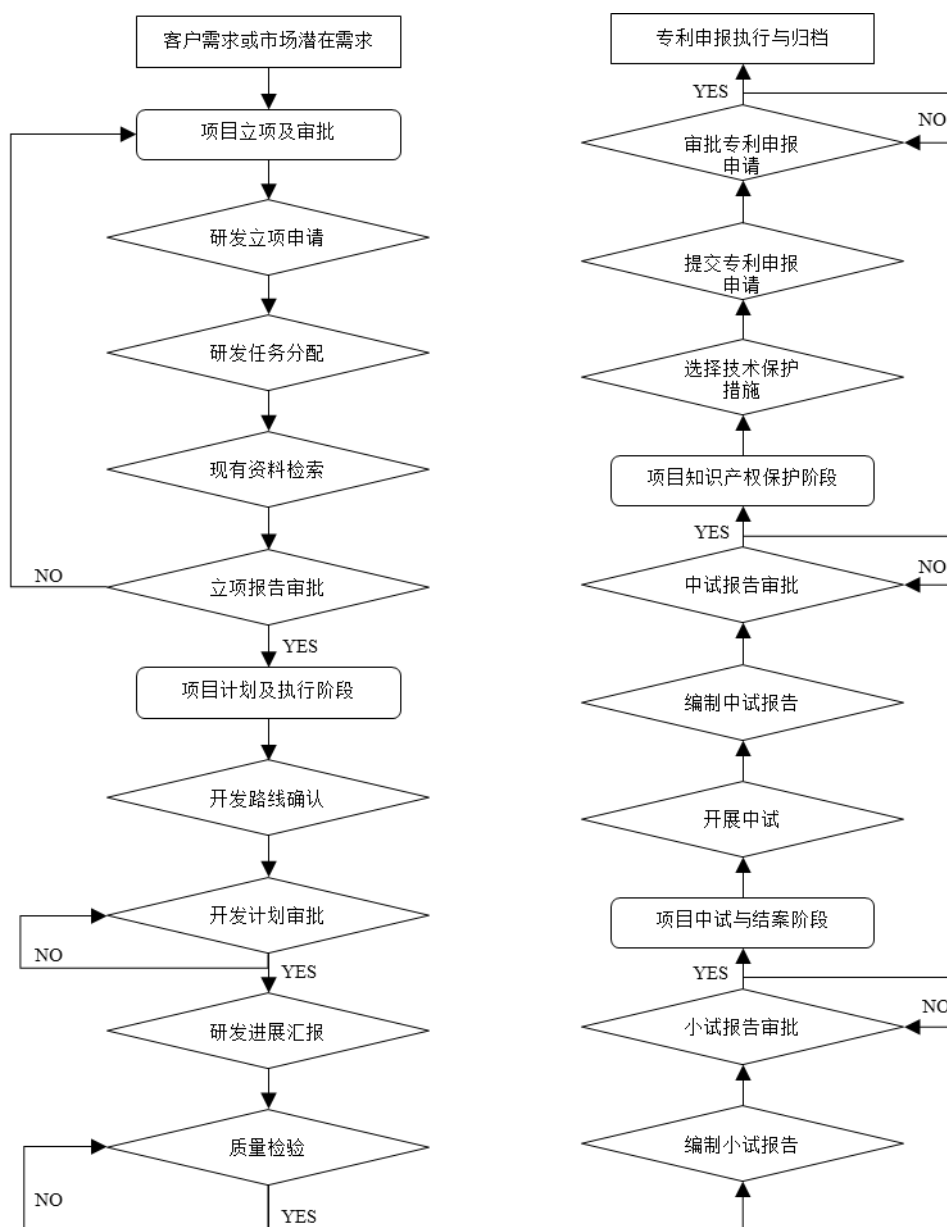 客户需求或市场潜在需求
项目立项及审批
研发立项申请
研发任务分配
现有资料检索
NO
立项报告审批
YES
项目计划及执行阶段
开发路线确认
开发计划审批
NO
YES
研发进展汇报
质量检验
NO
YES
专利申报执行与归档
YES
NO
审批专利申报
申请
提交专利申报
申请
选择技术保护
措施
项目知识产权保护阶段
YES
NO
中试报告审批
编制中试报告
开展中试
项目中试与结案阶段
YES
NO
小试报告审批
编制小试报告